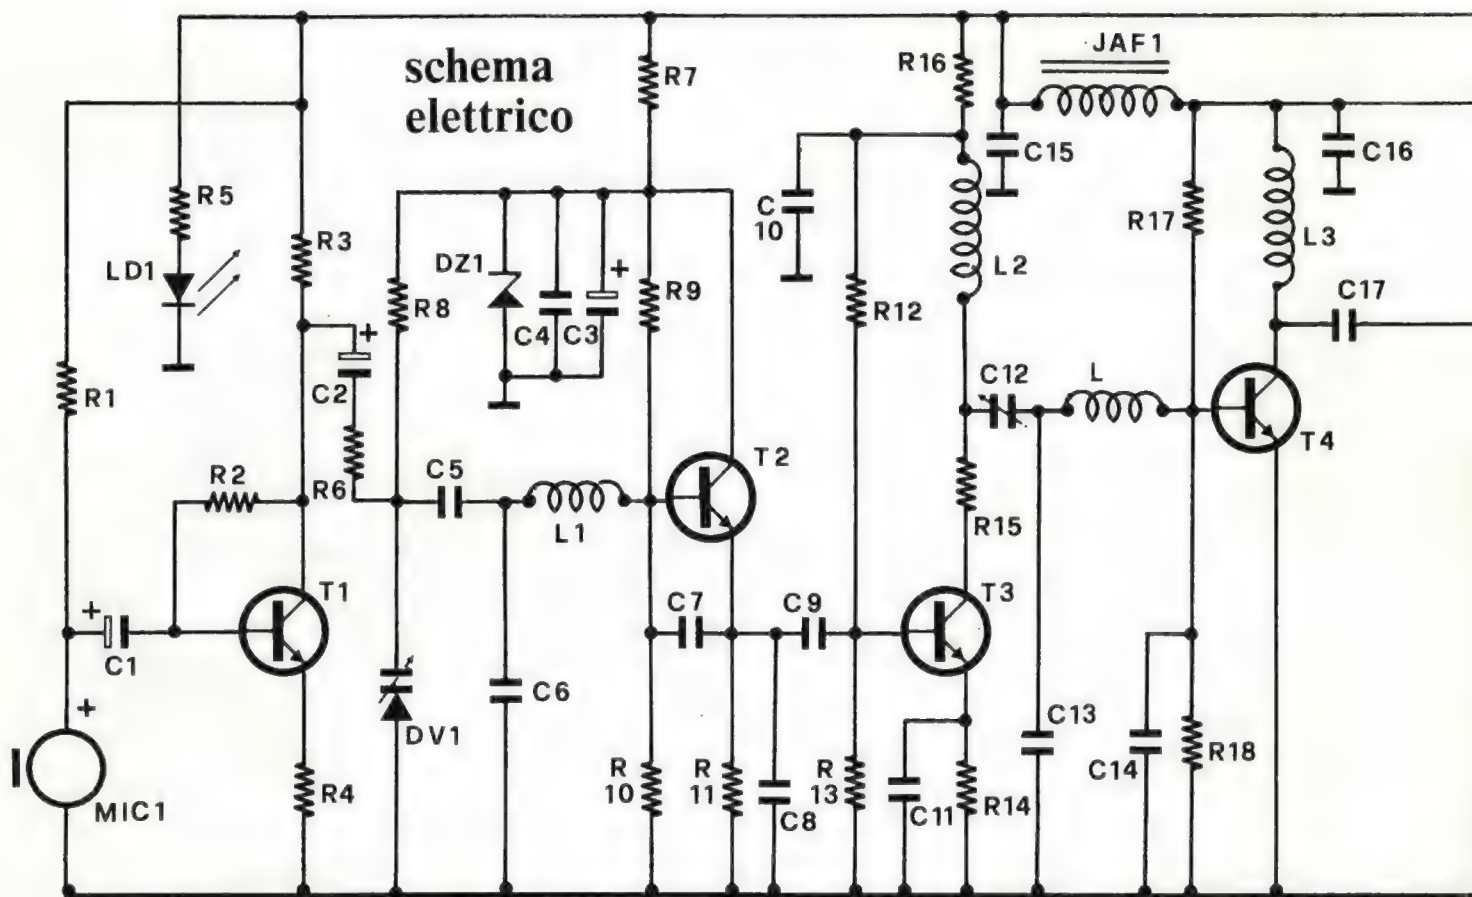 schema
elettrico
JAF1
R16
R7
C15
C16
R5
R17
C
10
R3
L3
LD1
DZ1
+
L2
R8
R9
C17
R12
C4
C3
+
R1
C2
C12
L
T4
T2
R2
R6
C5
R15
L1
T1
C7
C9
T3
+
C1
C6
+
DV1
C13
R
10
R
11
R
13
R18
C14
MIC1
R4
C8
C11
R14